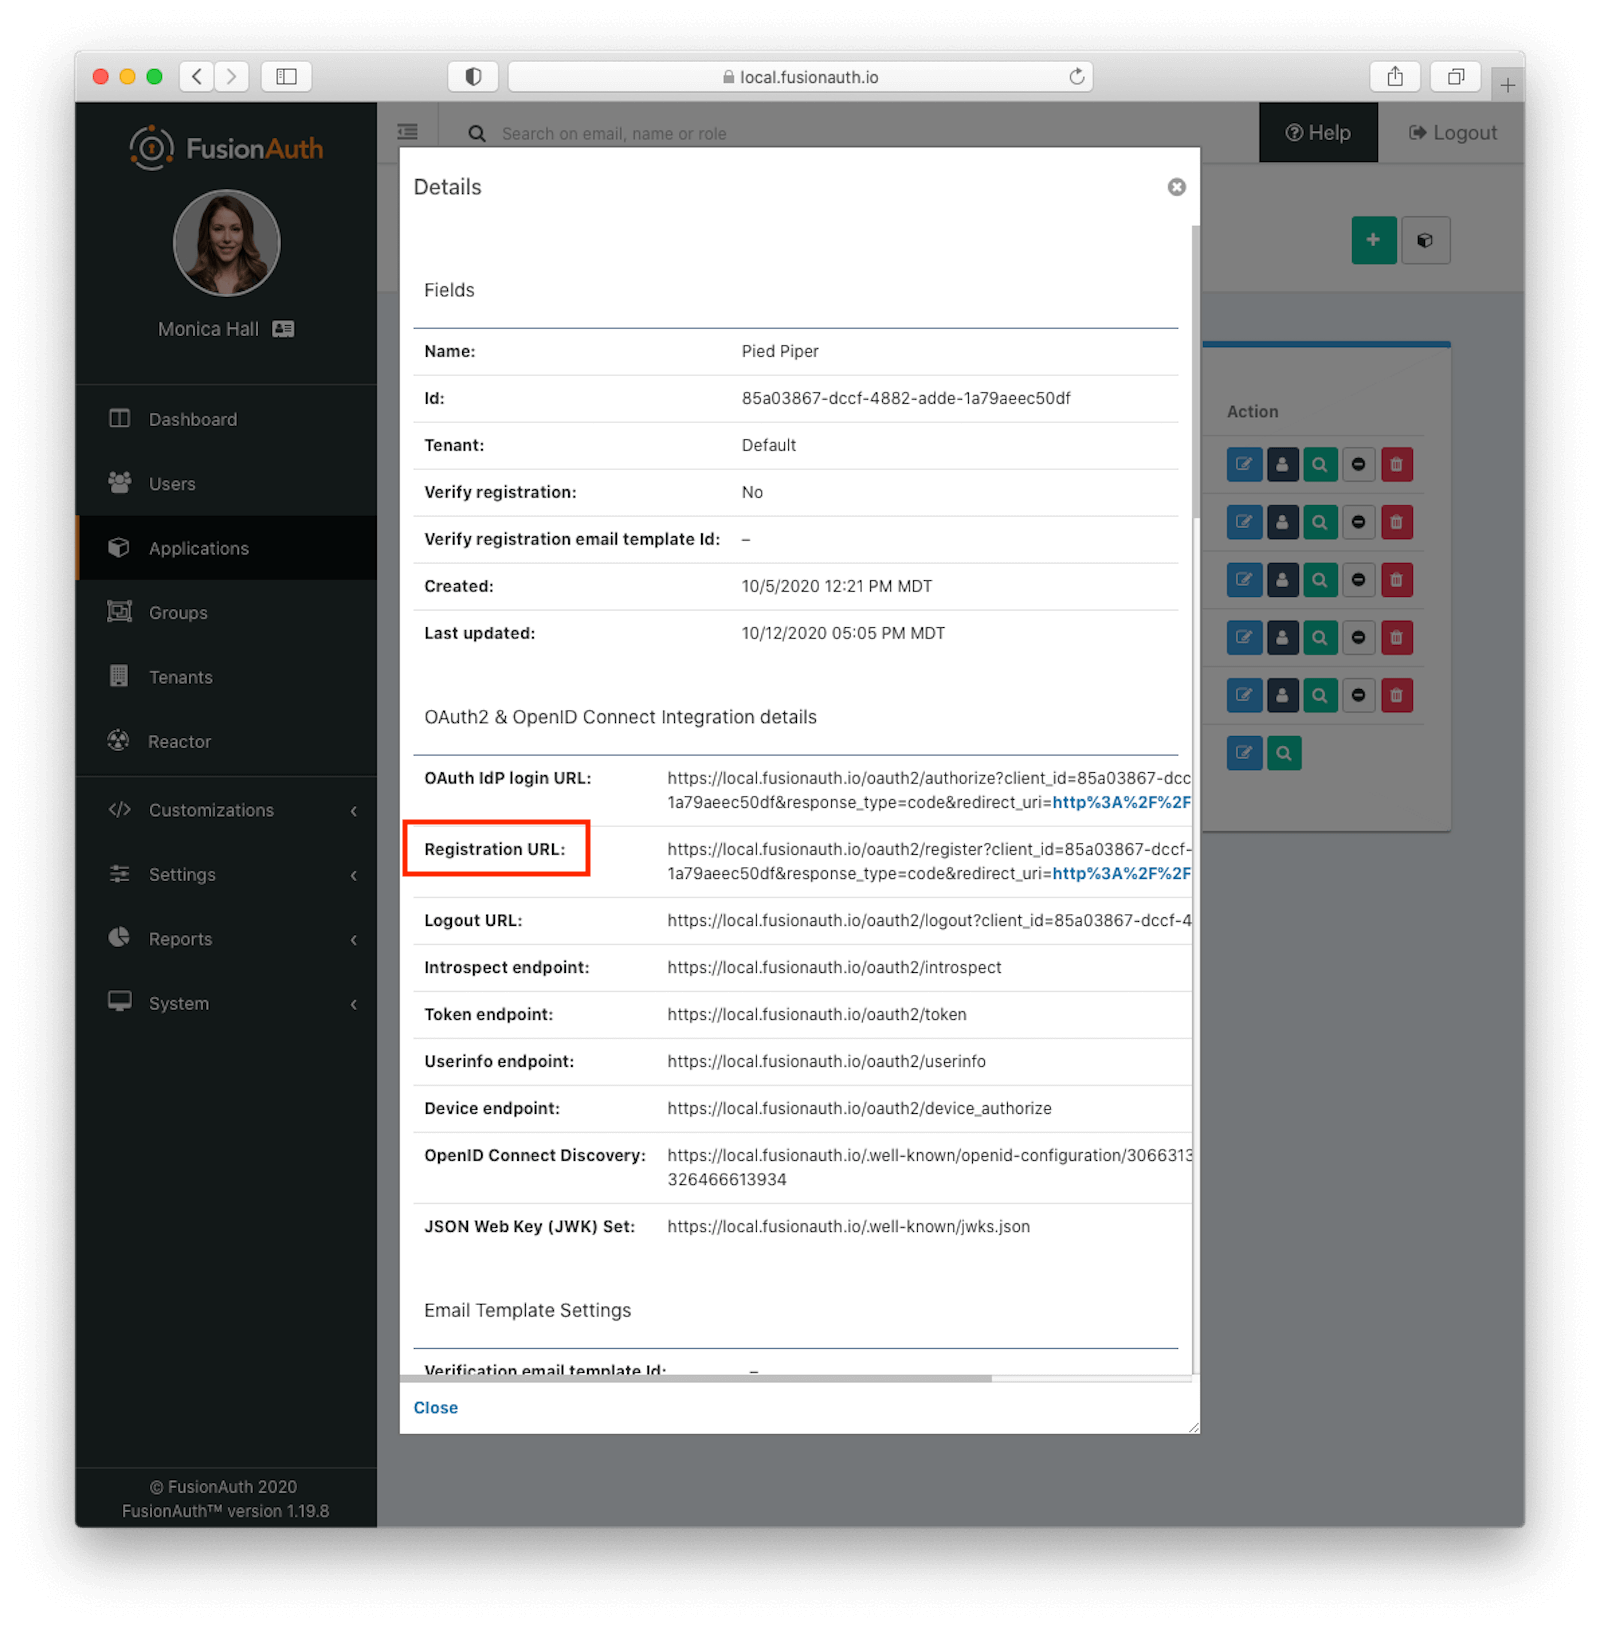 local.fusionauth.io
FusionAuth
Search on email, name or role
Help
Logout
Monica Hall
Dashboard
Users
Applications
Groups
Tenants
Reactor
Customizations
Settings
Reports
System
© FusionAuth 2020
FusionAuth™ version 1.19.8
Details
Fields
Name: Pied Piper
Id: 85a03867-dccf-4882-adde-1a79aeec50df
Tenant: Default
Verify registration: No
Verify registration email template Id: –
Created: 10/5/2020 12:21 PM MDT
Last updated: 10/12/2020 05:05 PM MDT
OAuth2 & OpenID Connect Integration details
OAuth IdP login URL: https://local.fusionauth.io/oauth2/authorize?client_id=85a03867-dcc
1a79aeec50df&response_type=code&redirect_uri=http%3A%2F%2F
Registration URL: https://local.fusionauth.io/oauth2/register?client_id=85a03867-dccf-
1a79aeec50df&response_type=code&redirect_uri=http%3A%2F%2F
Logout URL: https://local.fusionauth.io/oauth2/logout?client_id=85a03867-dccf-4
Introspect endpoint: https://local.fusionauth.io/oauth2/introspect
Token endpoint: https://local.fusionauth.io/oauth2/token
Userinfo endpoint: https://local.fusionauth.io/oauth2/userinfo
Device endpoint: https://local.fusionauth.io/oauth2/device_authorize
OpenID Connect Discovery: https://local.fusionauth.io/.well-known/openid-configuration/3066313
326466613934
JSON Web Key (JWK) Set: https://local.fusionauth.io/.well-known/jwks.json
Email Template Settings
Verification email template Id: –
Close
Action